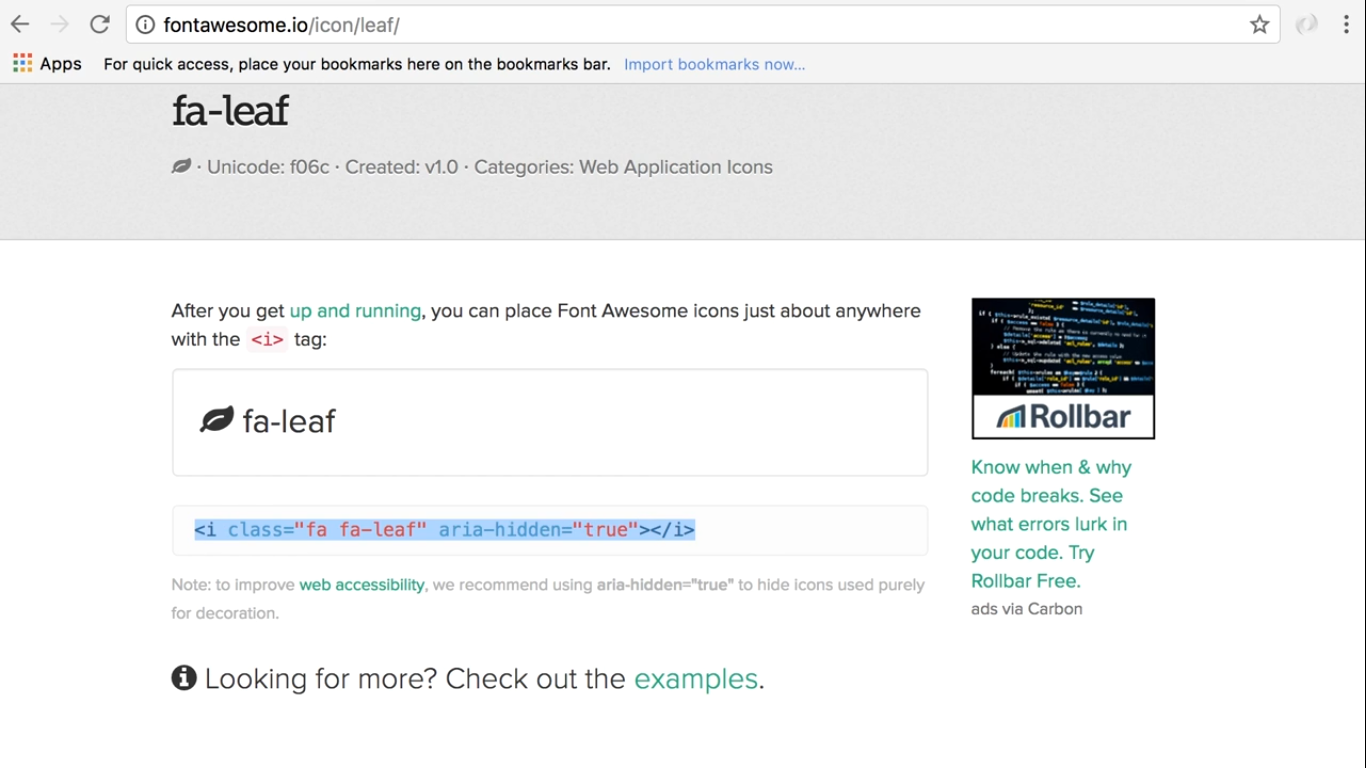 fontawesome.io/icon/leaf/
Apps For quick access, place your bookmarks here on the bookmarks bar. Import bookmarks now...
fa-leaf
· Unicode: f06c · Created: v1.0 · Categories: Web Application Icons
After you get up and running, you can place Font Awesome icons just about anywhere
with the <i> tag:
fa-leaf
<i class="fa fa-leaf" aria-hidden="true"></i>
Note: to improve web accessibility, we recommend using aria-hidden="true" to hide icons used purely
for decoration.
Looking for more? Check out the examples.
Rollbar
Know when & why
code breaks. See
what errors lurk in
your code. Try
Rollbar Free.
ads via Carbon